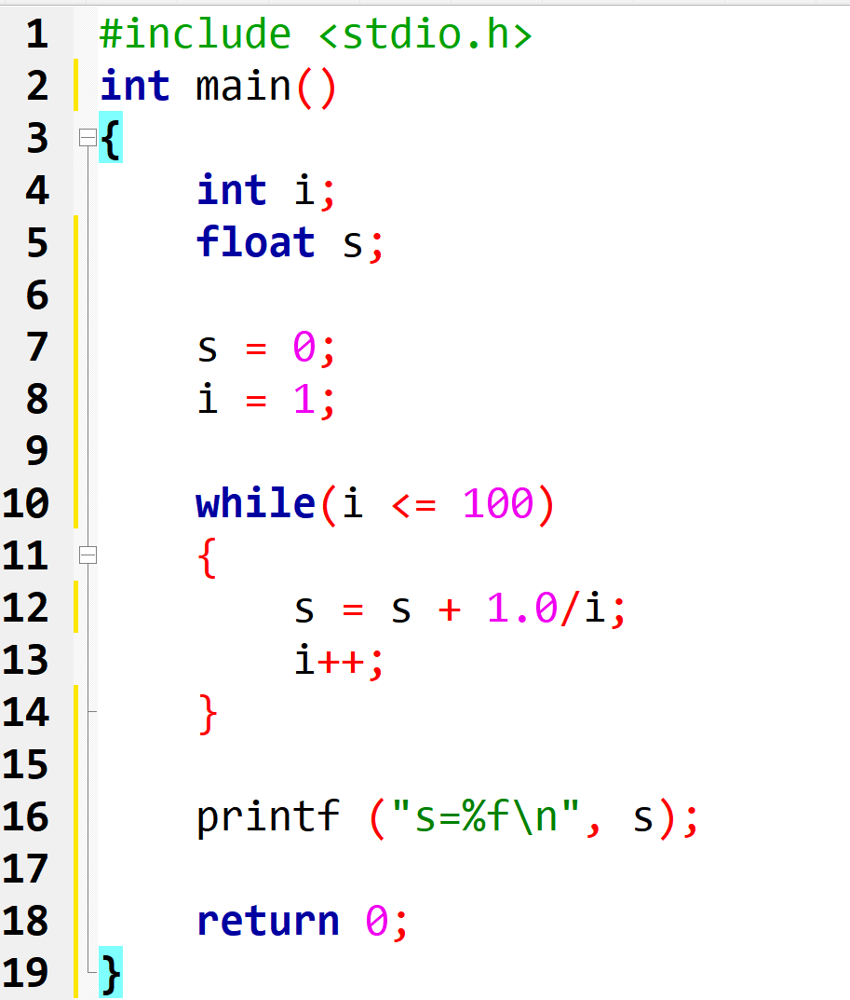 1 #include <stdio.h>
2 int main()
3 {
4 int i;
5 float s;
6
7 s = 0;
8 i = 1;
9
10 while(i <= 100)
11 {
12 s = s + 1.0/i;
13 i++;
14 }
15
16 printf ("s=%f\n", s);
17
18 return 0;
19 }